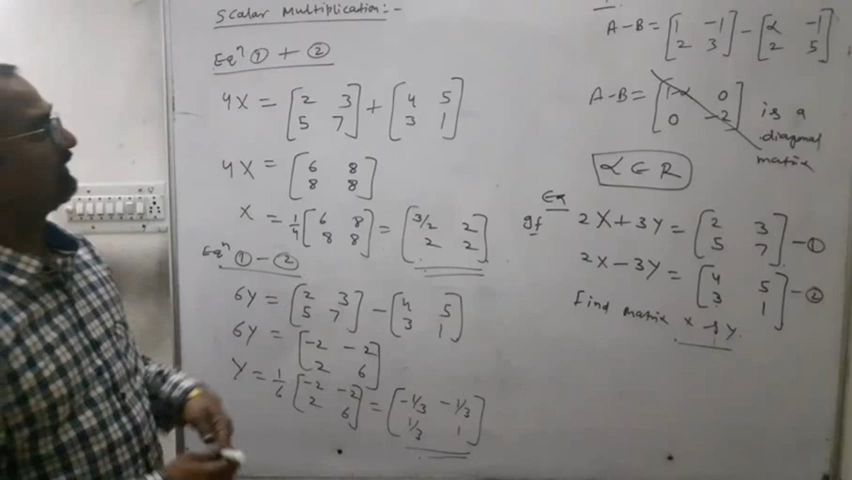 Scalar Multiplication:-
Eqⁿ ① + ②
4X = [2 3; 5 7] + [4 5; 3 1]
4X = [6 8; 8 8]
X = 1/4 [6 8; 8 8] = [3/2 2; 2 2]
Eqⁿ ① - ②
6Y = [2 3; 5 7] - [4 5; 3 1]
6Y = [-2 -2; 2 6]
Y = 1/6 [-2 -2; 2 6] = [-1/3 -1/3; 1/3 1]
A-B = [1 -1; 2 3] - [α -1; 2 5]
A-B = [1-α 0; 0 -2] is a
diagonal
matrix
α ∈ R
Ex
If 2X+3Y = [2 3; 5 7] -①
2X-3Y = [4 5; 3 1] -②
Find matrix X & Y.